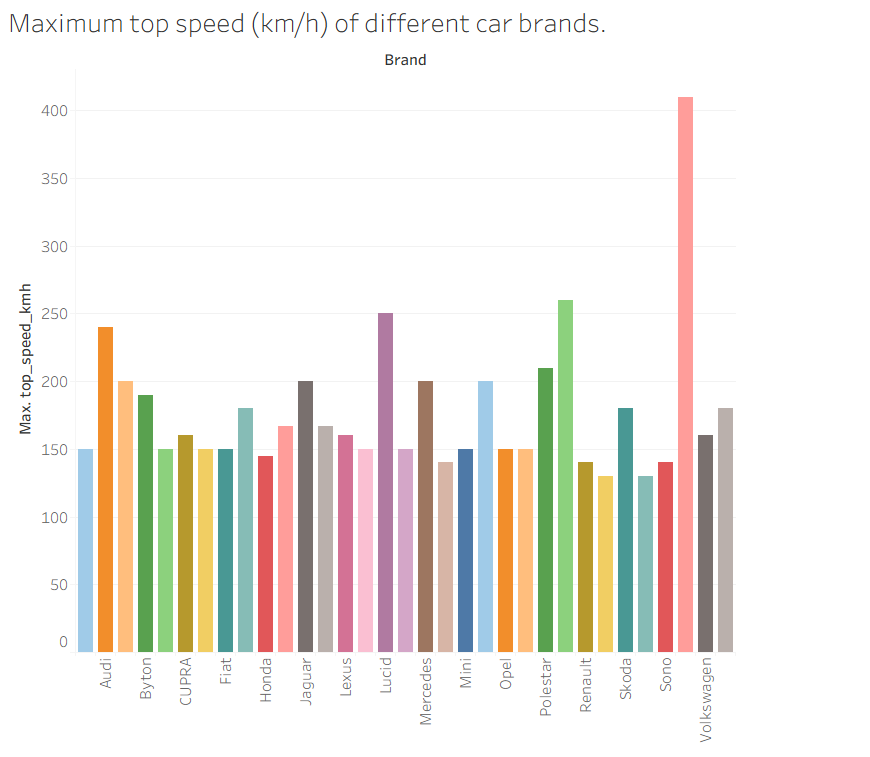 Maximum top speed (km/h) of different car brands.
Brand
Max. top_speed_kmh
400
350
300
250
200
150
100
50
0
Audi
Byton
CUPRA
Fiat
Honda
Jaguar
Lexus
Lucid
Mercedes
Mini
Opel
Polestar
Renault
Skoda
Sono
Volkswagen